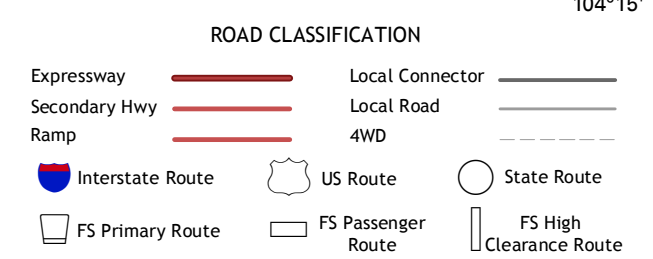 104°15'
ROAD CLASSIFICATION
Expressway
Local Connector
Secondary Hwy
Local Road
Ramp
4WD
Interstate Route
US Route
State Route
FS Primary Route
FS Passenger
Route
FS High
Clearance Route